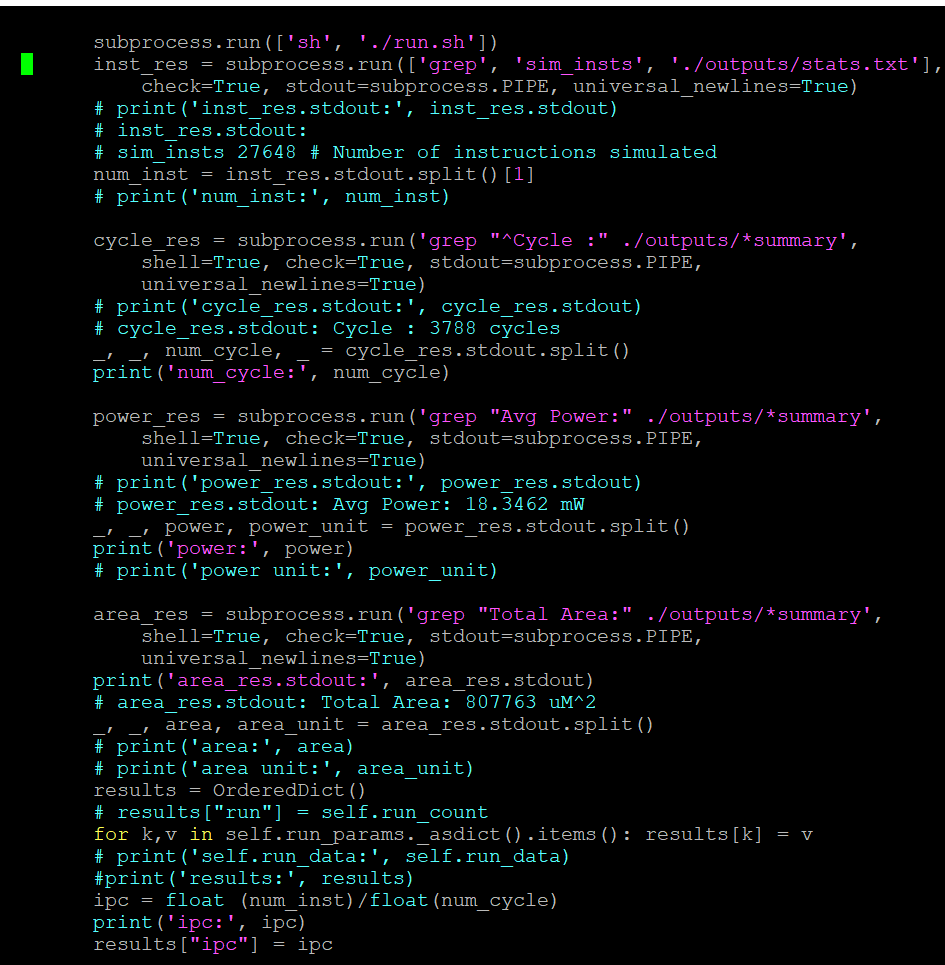 subprocess.run(['sh', './run.sh'])
inst_res = subprocess.run(['grep', 'sim_insts', './outputs/stats.txt'],
    check=True, stdout=subprocess.PIPE, universal_newlines=True)
# print('inst_res.stdout:', inst_res.stdout)
# inst_res.stdout:
# sim_insts 27648 # Number of instructions simulated
num_inst = inst_res.stdout.split()[1]
# print('num_inst:', num_inst)

cycle_res = subprocess.run('grep "^Cycle :" ./outputs/*summary',
    shell=True, check=True, stdout=subprocess.PIPE,
    universal_newlines=True)
# print('cycle_res.stdout:', cycle_res.stdout)
# cycle_res.stdout: Cycle : 3788 cycles
_, _, num_cycle, _ = cycle_res.stdout.split()
print('num_cycle:', num_cycle)

power_res = subprocess.run('grep "Avg Power:" ./outputs/*summary',
    shell=True, check=True, stdout=subprocess.PIPE,
    universal_newlines=True)
# print('power_res.stdout:', power_res.stdout)
# power_res.stdout: Avg Power: 18.3462 mW
_, _, power, power_unit = power_res.stdout.split()
print('power:', power)
# print('power unit:', power_unit)

area_res = subprocess.run('grep "Total Area:" ./outputs/*summary',
    shell=True, check=True, stdout=subprocess.PIPE,
    universal_newlines=True)
print('area_res.stdout:', area_res.stdout)
# area_res.stdout: Total Area: 807763 uM^2
_, _, area, area_unit = area_res.stdout.split()
# print('area:', area)
# print('area unit:', area_unit)
results = OrderedDict()
# results["run"] = self.run_count
for k,v in self.run_params._asdict().items(): results[k] = v
# print('self.run_data:', self.run_data)
#print('results:', results)
ipc = float (num_inst)/float(num_cycle)
print('ipc:', ipc)
results["ipc"] = ipc